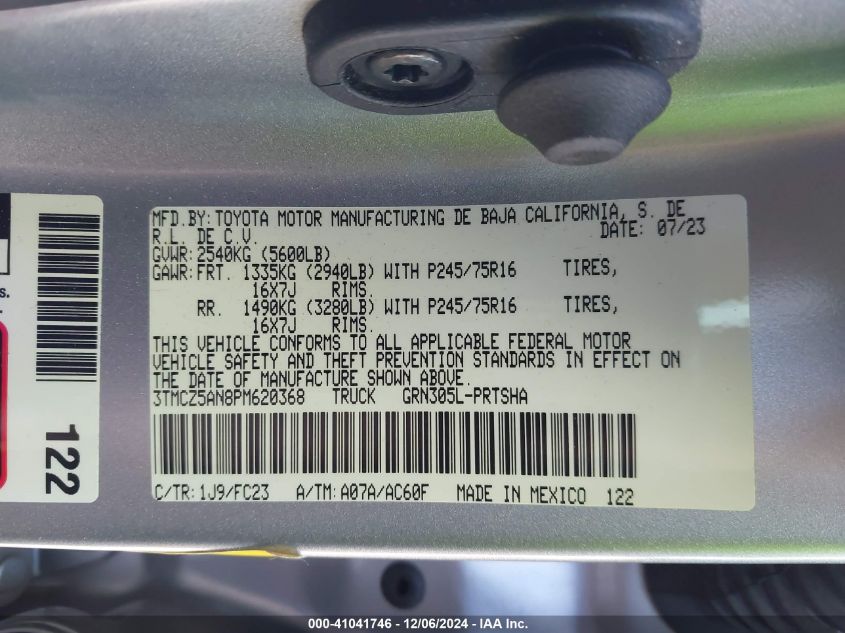 MFD.BY: TOYOTA MOTOR MANUFACTURING DE BAJA CALIFORNIA, S. DE
R.L. DE C.V. DATE: 07/23
GVWR: 2540KG (5600LB)
GAWR: FRT. 1335KG (2940LB) WITH P245/75R16 TIRES,
16X7J RIMS.
RR. 1490KG (3280LB) WITH P245/75R16 TIRES,
16X7J RIMS.
THIS VEHICLE CONFORMS TO ALL APPLICABLE FEDERAL MOTOR
VEHICLE SAFETY AND THEFT PREVENTION STANDARDS IN EFFECT ON
THE DATE OF MANUFACTURE SHOWN ABOVE.
3TMCZ5AN8PM620368 TRUCK GRN305L-PRTSHA
C/TR: 1J9/FC23 A/TM: A07A/AC60F MADE IN MEXICO 122
s.
122
000-41041746 - 12/06/2024 - IAA Inc.